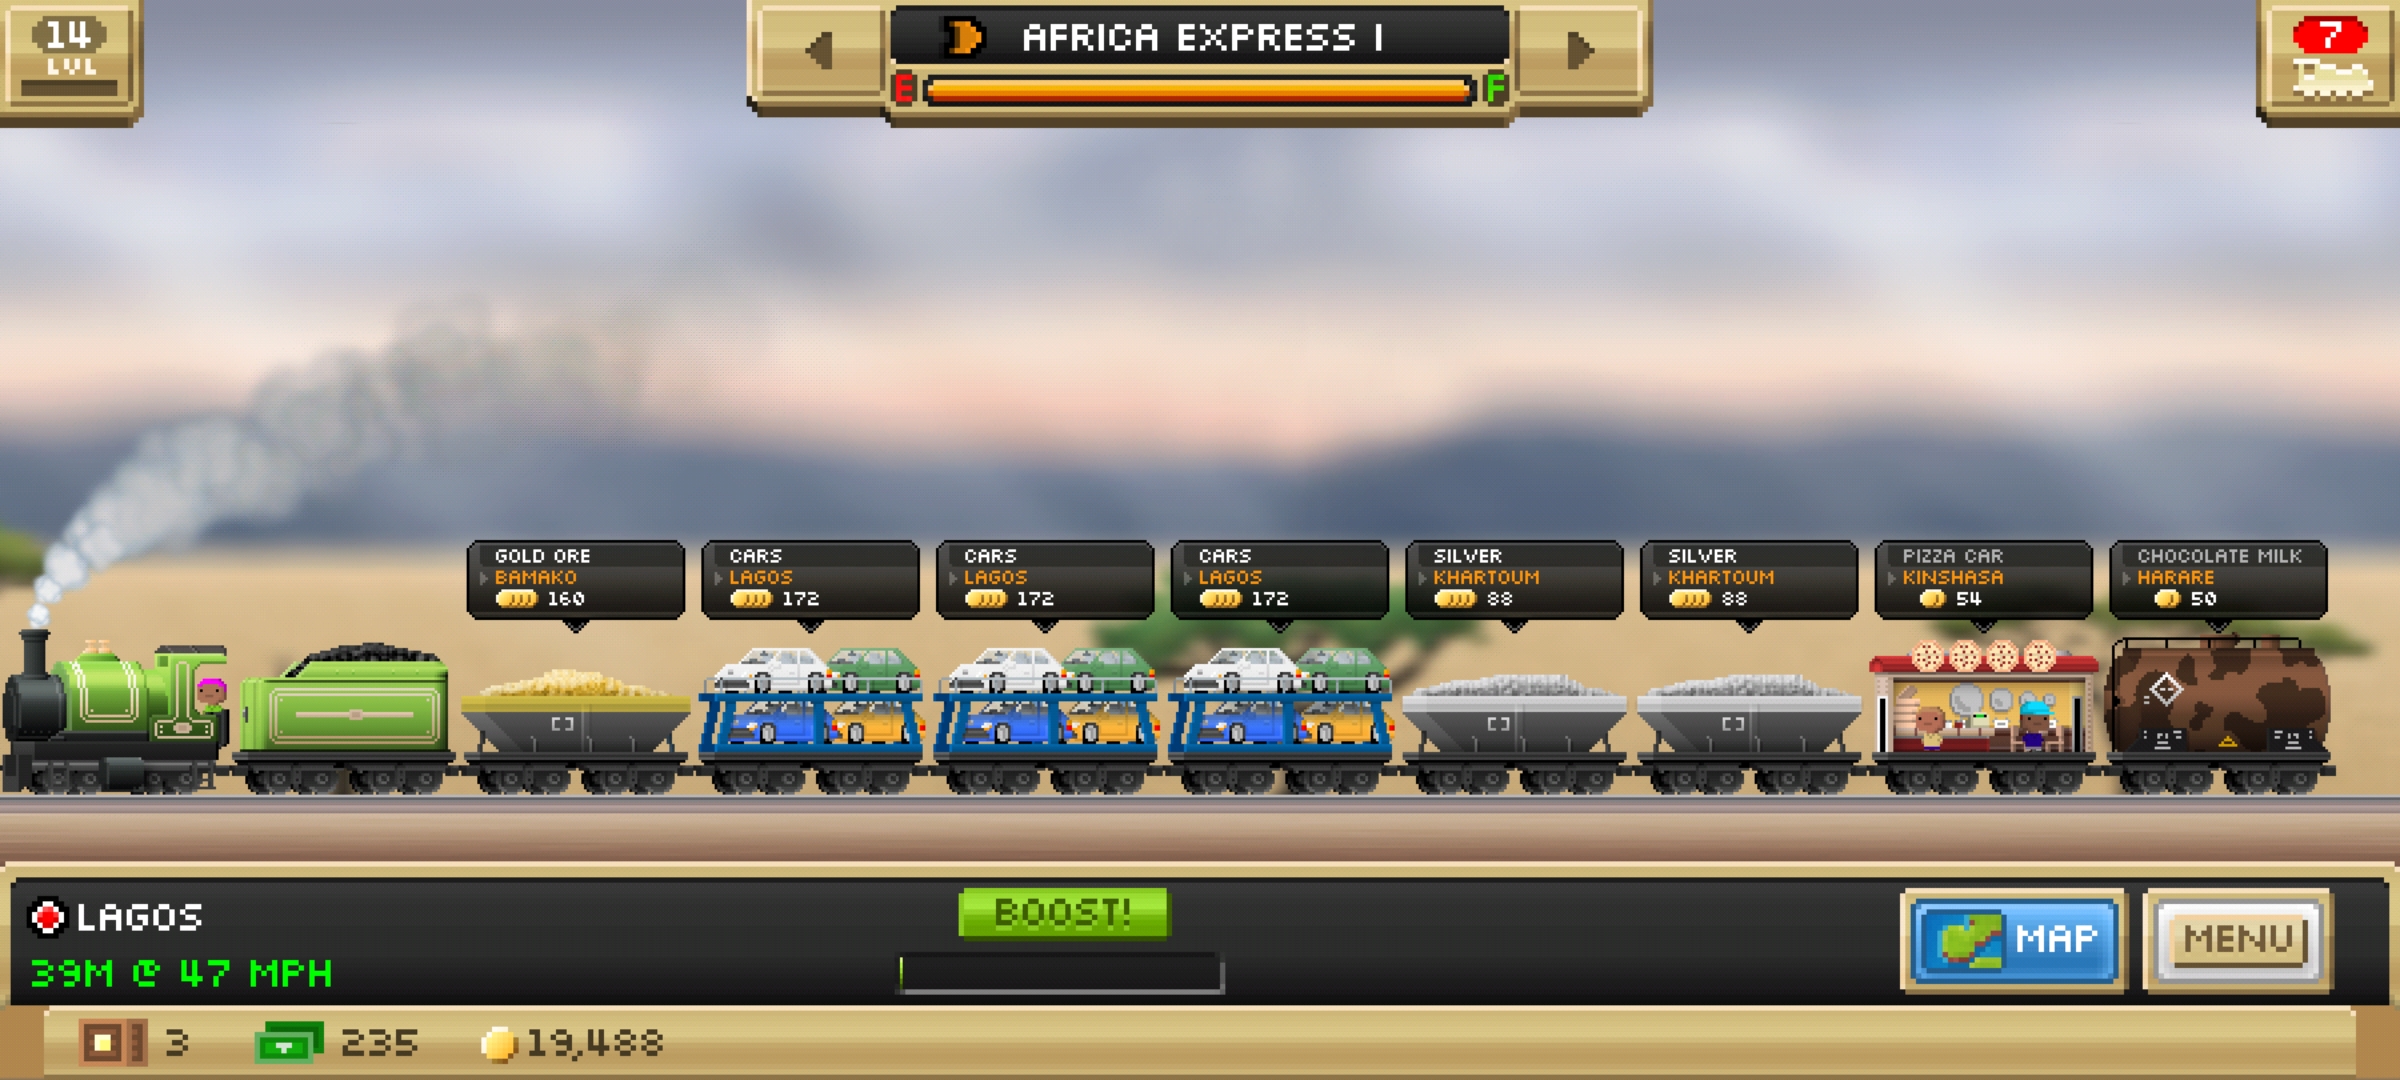 14
LVL
AFRICA EXPRESS I
E
F
7
GOLD ORE
BAMAKO
160
CARS
LAGOS
172
CARS
LAGOS
172
CARS
LAGOS
172
SILVER
KHARTOUM
88
SILVER
KHARTOUM
88
PIZZA CAR
KINSHASA
54
CHOCOLATE MILK
HARARE
50
LAGOS
39M @ 47 MPH
BOOST!
MAP
MENU
3
235
19,488